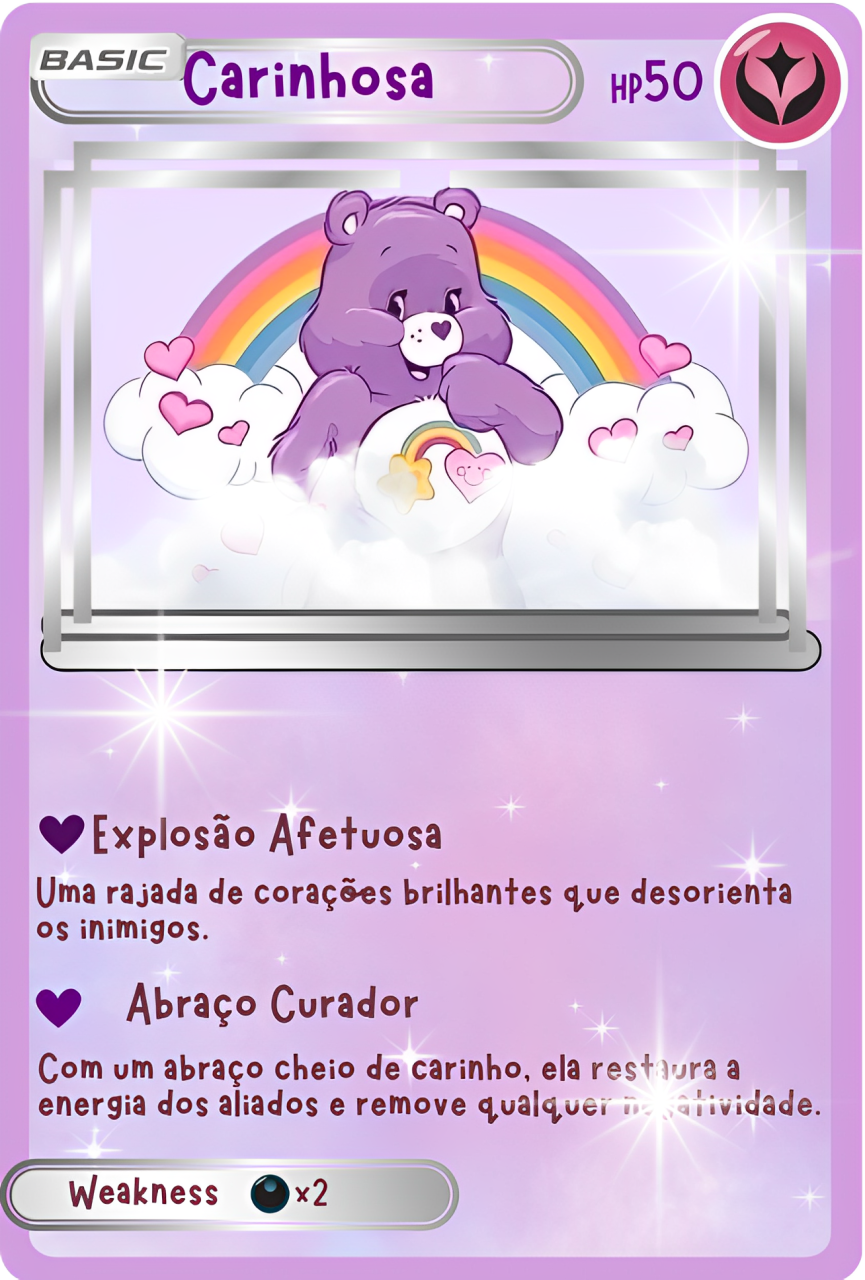 BASIC Carinhosa HP50
Explosão Afetuosa
Uma rajada de corações brilhantes que desorienta
os inimigos.
Abraço Curador
Com um abraço cheio de carinho, ela restaura a
energia dos aliados e remove qualquer negatividade.
Weakness x2